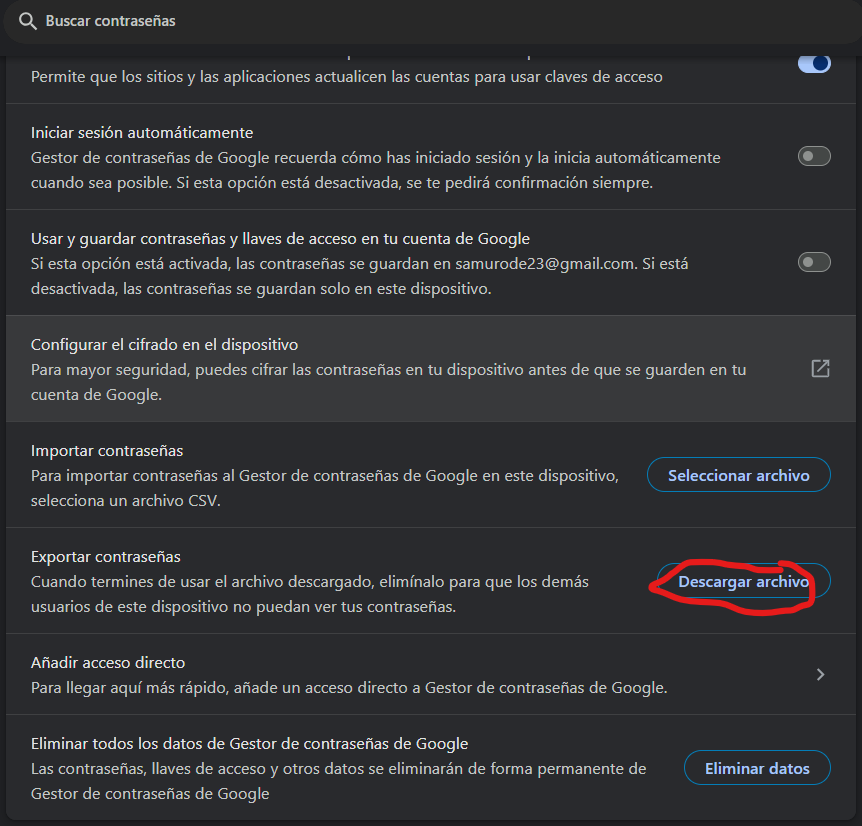 Buscar contraseñas
Permite que los sitios y las aplicaciones actualicen las cuentas para usar claves de acceso
Iniciar sesión automáticamente
Gestor de contraseñas de Google recuerda cómo has iniciado sesión y la inicia automáticamente
cuando sea posible. Si esta opción está desactivada, se te pedirá confirmación siempre.
Usar y guardar contraseñas y llaves de acceso en tu cuenta de Google
Si esta opción está activada, las contraseñas se guardan en samurode23@gmail.com. Si está
desactivada, las contraseñas se guardan solo en este dispositivo.
Configurar el cifrado en el dispositivo
Para mayor seguridad, puedes cifrar las contraseñas en tu dispositivo antes de que se guarden en tu
cuenta de Google.
Importar contraseñas
Para importar contraseñas al Gestor de contraseñas de Google en este dispositivo,
selecciona un archivo CSV.
Seleccionar archivo
Exportar contraseñas
Cuando termines de usar el archivo descargado, elimínalo para que los demás
usuarios de este dispositivo no puedan ver tus contraseñas.
Descargar archivo
Añadir acceso directo
Para llegar aquí más rápido, añade un acceso directo a Gestor de contraseñas de Google.
Eliminar todos los datos de Gestor de contraseñas de Google
Las contraseñas, llaves de acceso y otros datos se eliminarán de forma permanente de
Gestor de contraseñas de Google
Eliminar datos